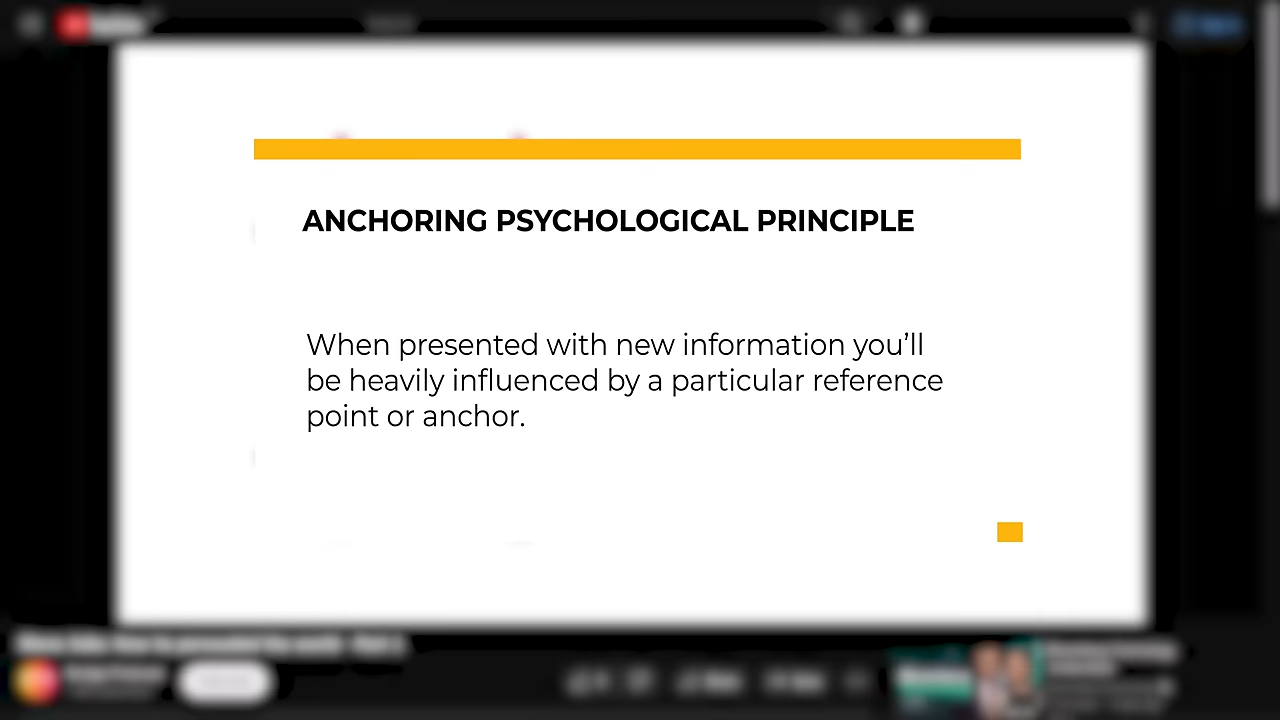 ANCHORING PSYCHOLOGICAL PRINCIPLE
When presented with new information you’ll
be heavily influenced by a particular reference
point or anchor.